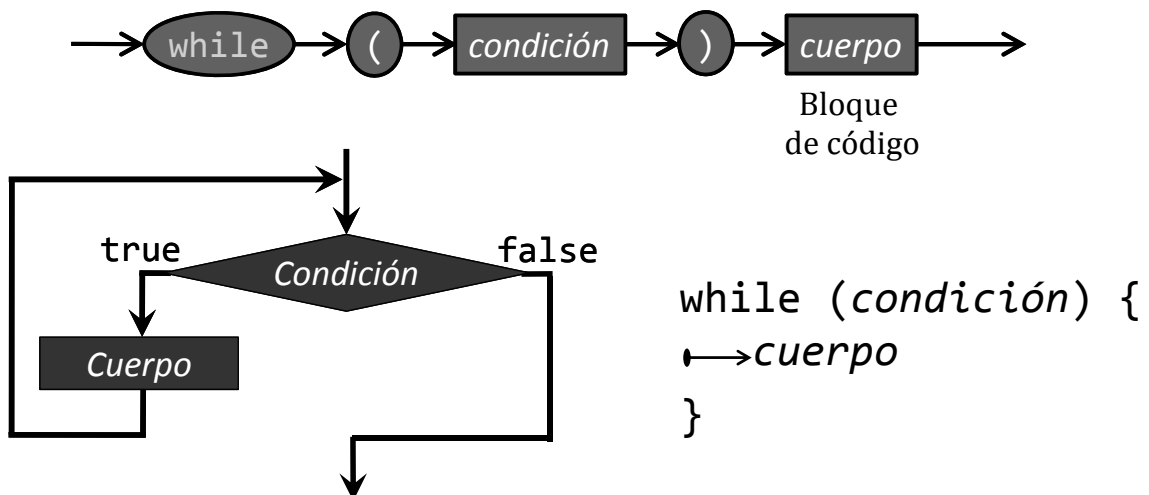 while ( condición ) cuerpo
Bloque
de código
true
false
Condición
Cuerpo
while (condición) {
cuerpo
}